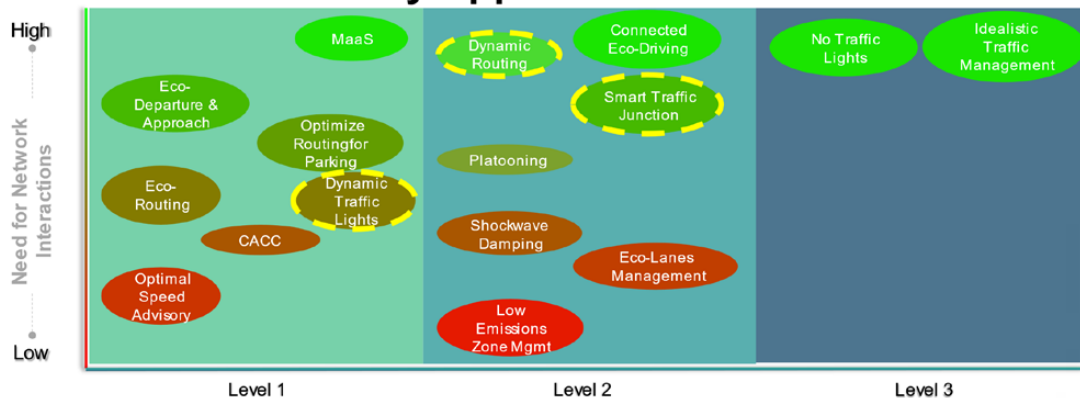 High
Need for Network
Interactions
Low
MaaS
Eco-
Departure &
Approach
Optimize
Routingfor
Parking
Eco-
Routing
Dynamic
Traffic
Lights
CACC
Optimal
Speed
Advisory
Dynamic
Routing
Connected
Eco-Driving
Smart Traffic
Junction
Platooning
Shockwave
Damping
Eco-Lanes
Management
Low
Emissions
Zone Mgmt
No Traffic
Lights
Idealistic
Traffic
Management
Level 1
Level 2
Level 3